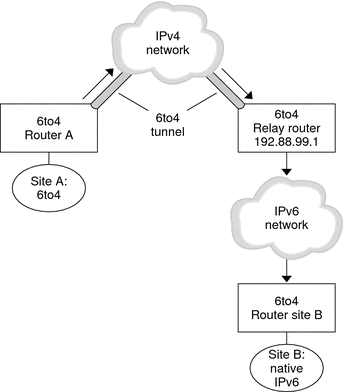 IPv4
network
6to4
Router A
6to4
tunnel
6to4
Relay router
192.88.99.1
Site A:
6to4
IPv6
network
6to4
Router site B
Site B:
native
IPv6